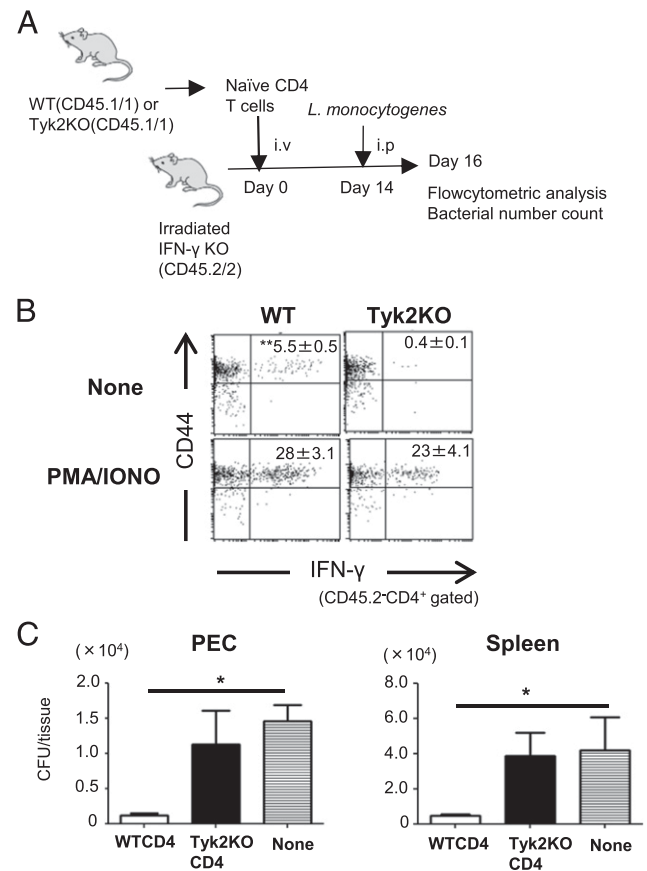 A
WT(CD45.1/1) or
Tyk2KO(CD45.1/1)
Naïve CD4
T cells
L. monocytogenes
i.v
i.p
Day 0
Day 14
Day 16
Flowcytometric analysis
Bacterial number count
Irradiated
IFN-γ KO
(CD45.2/2)
B
WT
Tyk2KO
None
**5.5±0.5
0.4±0.1
CD44
PMA/IONO
28±3.1
23±4.1
IFN-γ
(CD45.2-CD4+ gated)
C
PEC
(×10⁴)
CFU/tissue
2.0
1.5
1.0
0.5
0
*
WTCD4
Tyk2KO
CD4
None
Spleen
(×10⁴)
8.0
6.0
4.0
2.0
0
*
WTCD4
Tyk2KO
CD4
None